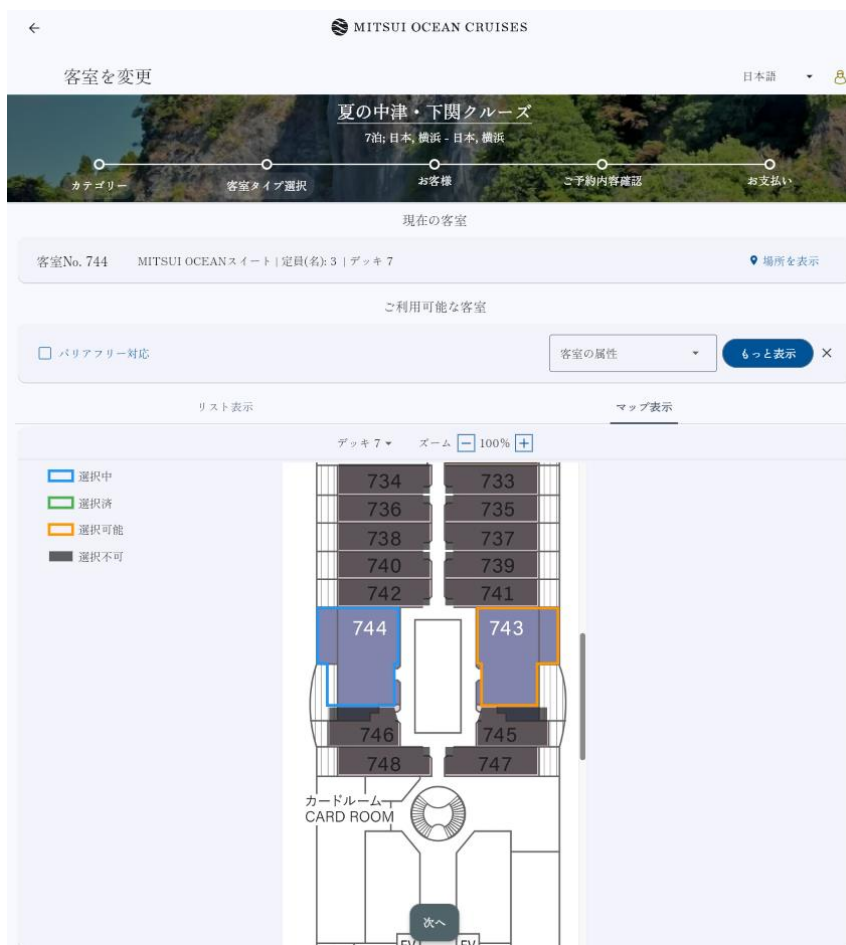 MITSUI OCEAN CRUISES
客室を変更
日本語
夏の中津・下関クルーズ
7泊; 日本, 横浜 - 日本, 横浜
カテゴリー 客室タイプ選択 お客様 ご予約内容確認 お支払い
現在の客室
客室No. 744 MITSUI OCEANスイート | 定員(名): 3 | デッキ 7 場所を表示
ご利用可能な客室
バリアフリー対応 客室の属性 もっと表示
リスト表示 マップ表示
デッキ 7 ズーム 100%
選択中
選択済
選択可能
選択不可
734 733
736 735
738 737
740 739
742 741
744 743
746 745
748 747
カードルーム
CARD ROOM
次へ
EV EV